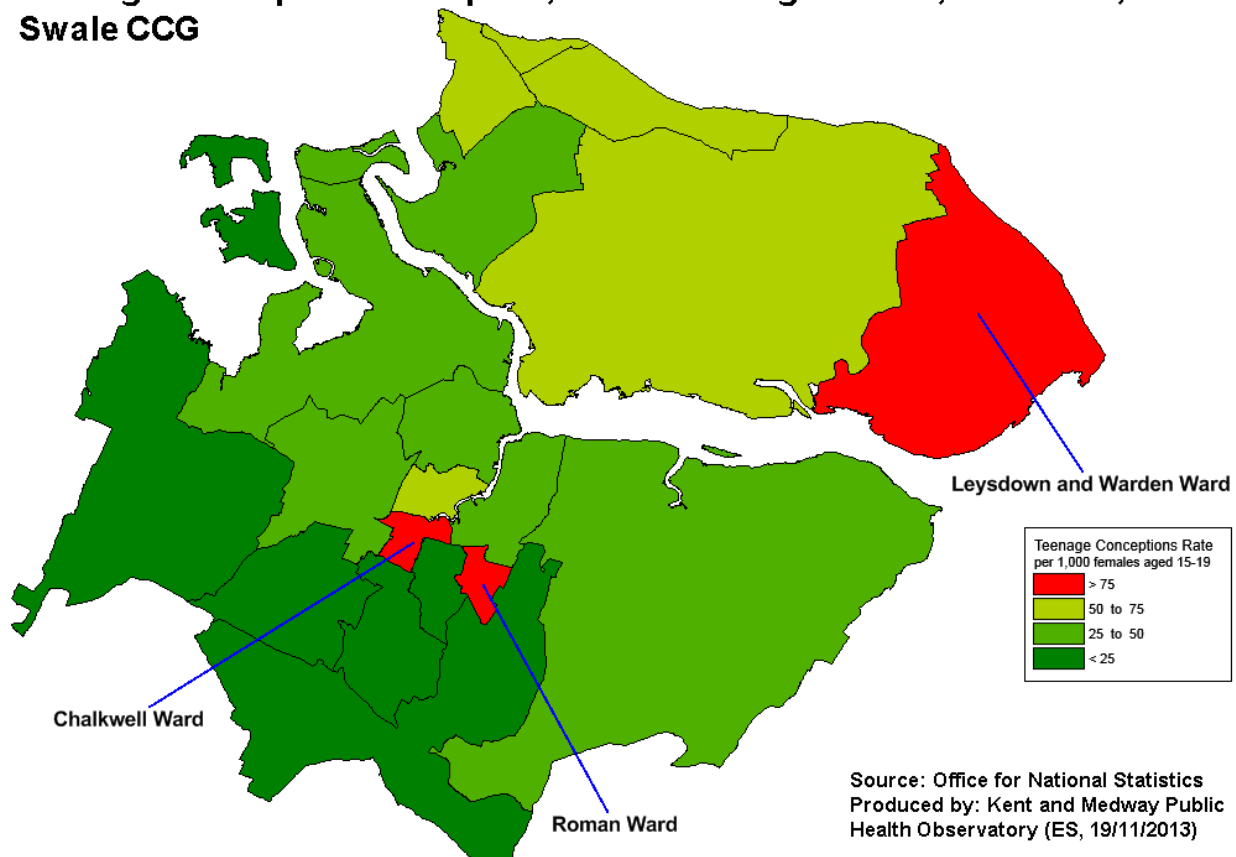 Swale CCG
Leysdown and Warden Ward
Teenage Conceptions Rate
per 1,000 females aged 15-19
> 75
50 to 75
25 to 50
< 25
Chalkwell Ward
Roman Ward
Source: Office for National Statistics
Produced by: Kent and Medway Public
Health Observatory (ES, 19/11/2013)